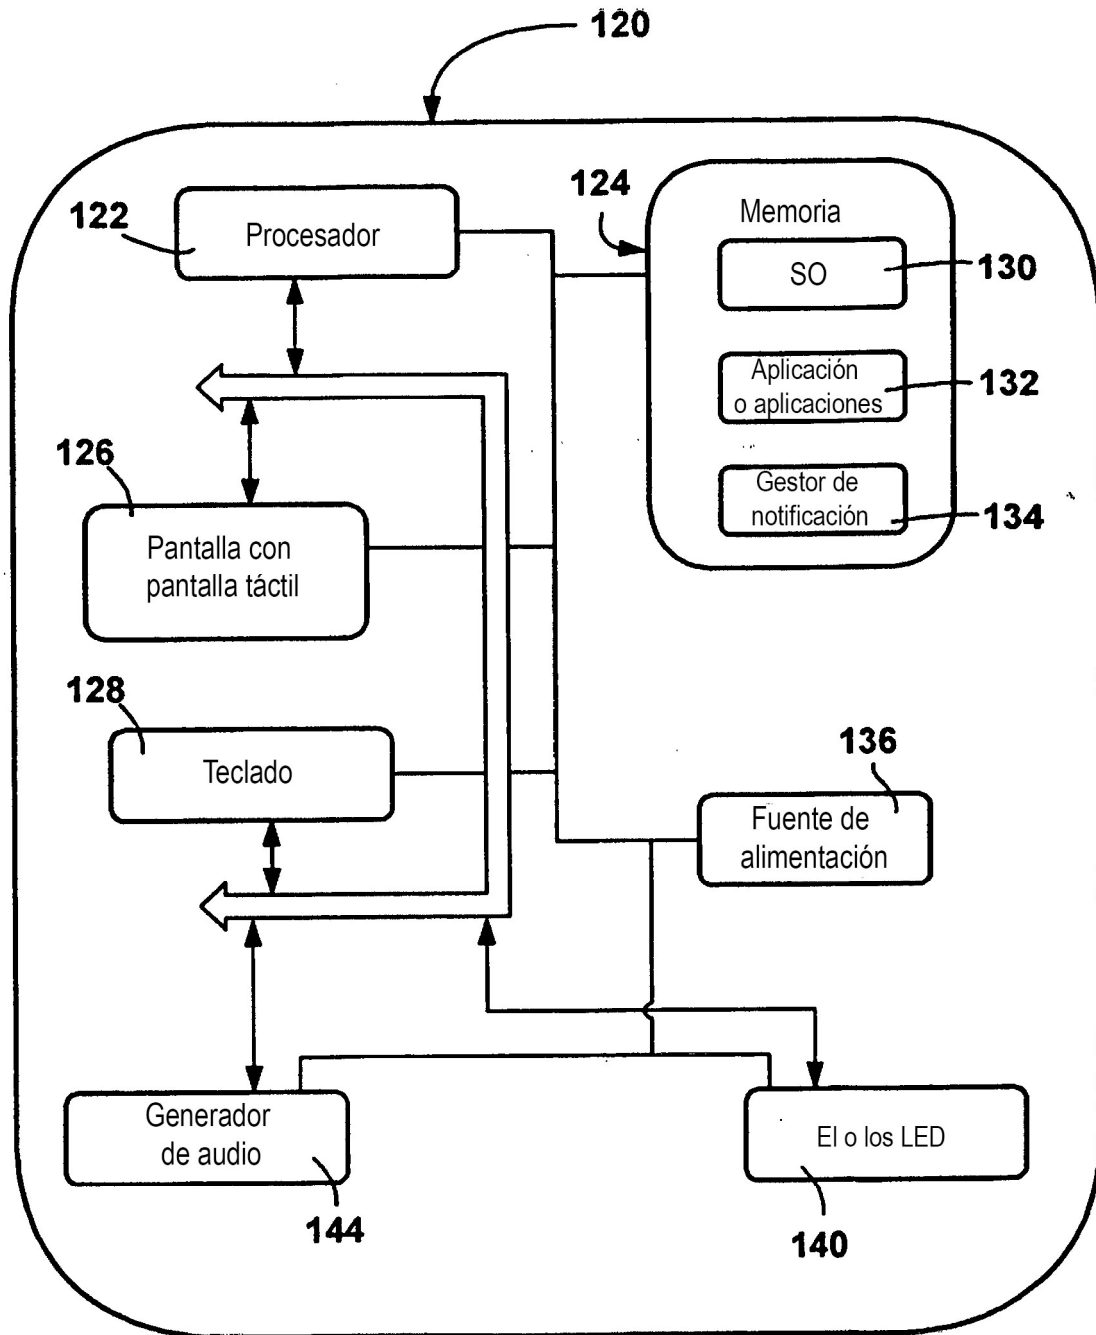 120
124
122
Procesador
Memoria
SO
130
Aplicación
o aplicaciones
132
126
Gestor de
notificación
134
Pantalla con
pantalla táctil
128
Teclado
136
Fuente de
alimentación
Generador
de audio
144
El o los LED
140